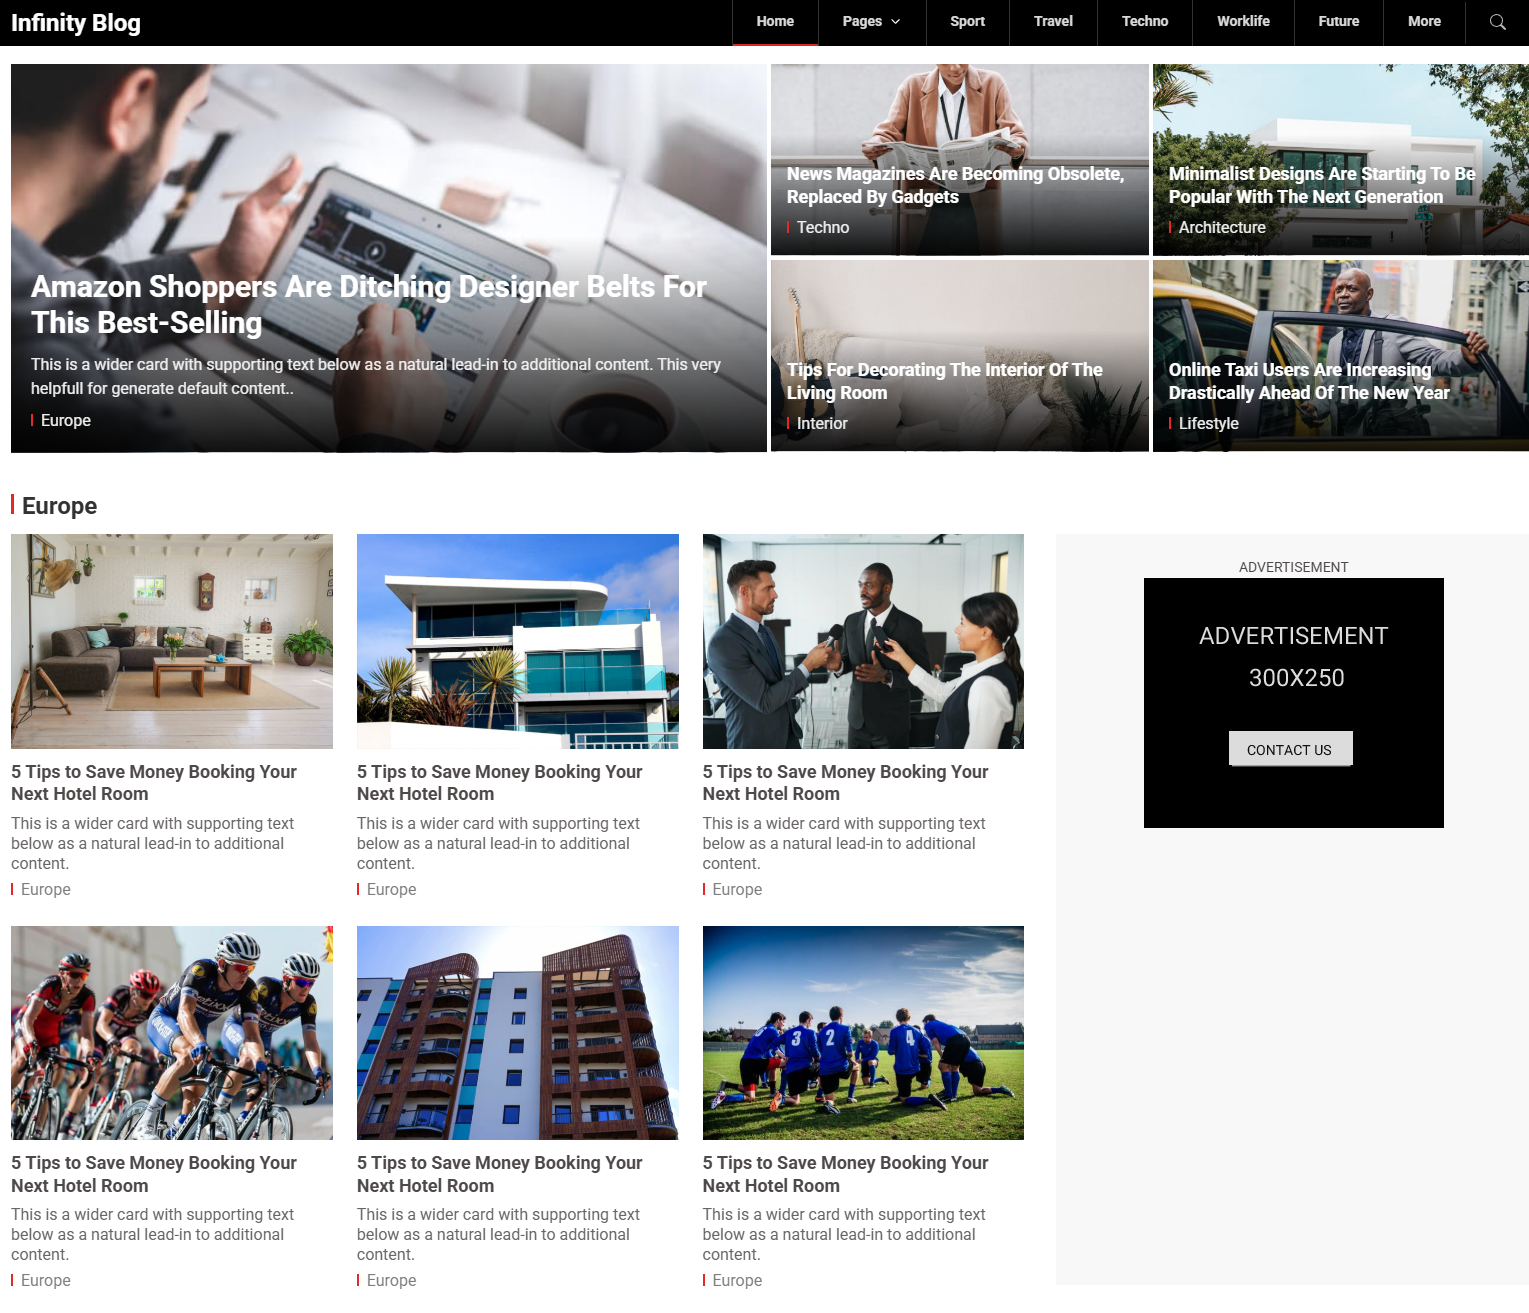 Infinity Blog
Home
Pages
Sport
Travel
Techno
Worklife
Future
More
Amazon Shoppers Are Ditching Designer Belts For
This Best-Selling
This is a wider card with supporting text below as a natural lead-in to additional content. This very
helpfull for generate default content..
Europe
News Magazines Are Becoming Obsolete,
Replaced By Gadgets
Techno
Minimalist Designs Are Starting To Be
Popular With The Next Generation
Architecture
Tips For Decorating The Interior Of The
Living Room
Interior
Online Taxi Users Are Increasing
Drastically Ahead Of The New Year
Lifestyle
Europe
5 Tips to Save Money Booking Your
Next Hotel Room
This is a wider card with supporting text
below as a natural lead-in to additional
content.
Europe
5 Tips to Save Money Booking Your
Next Hotel Room
This is a wider card with supporting text
below as a natural lead-in to additional
content.
Europe
5 Tips to Save Money Booking Your
Next Hotel Room
This is a wider card with supporting text
below as a natural lead-in to additional
content.
Europe
ADVERTISEMENT
ADVERTISEMENT
300X250
CONTACT US
3
2
4
5 Tips to Save Money Booking Your
Next Hotel Room
This is a wider card with supporting text
below as a natural lead-in to additional
content.
Europe
5 Tips to Save Money Booking Your
Next Hotel Room
This is a wider card with supporting text
below as a natural lead-in to additional
content.
Europe
5 Tips to Save Money Booking Your
Next Hotel Room
This is a wider card with supporting text
below as a natural lead-in to additional
content.
Europe